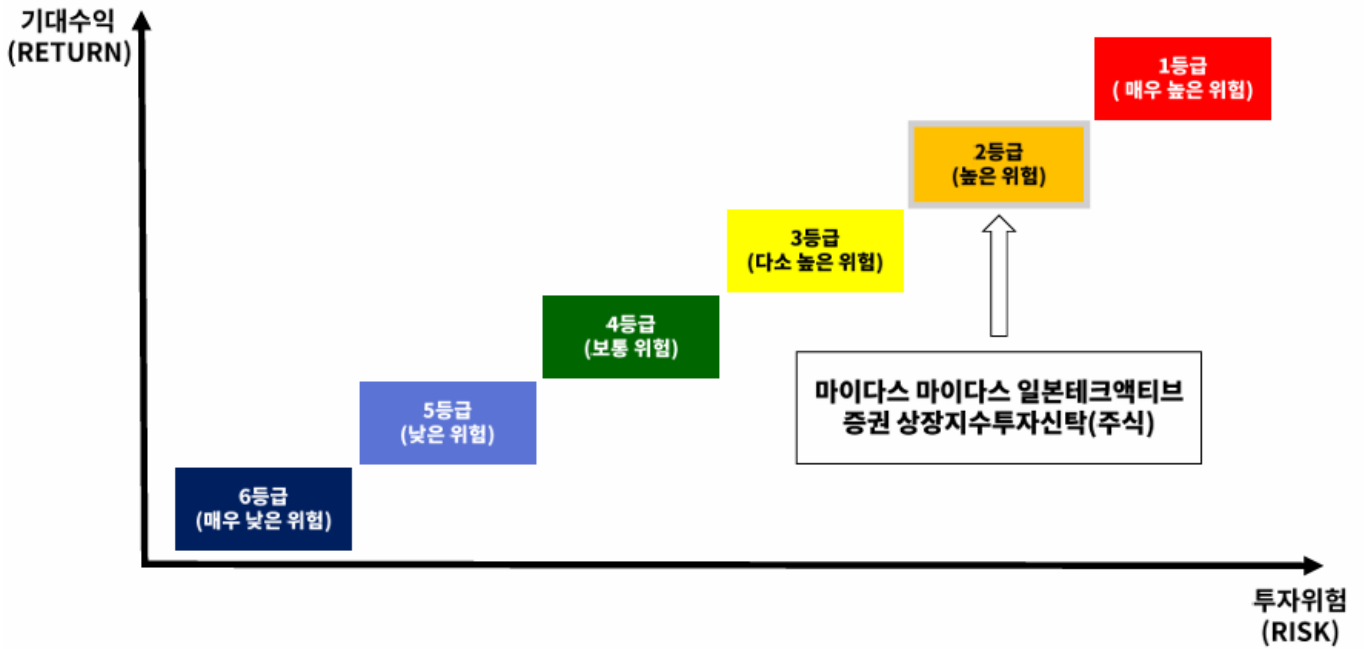 기대수익
(RETURN)
1등급
( 매우 높은 위험)
2등급
(높은 위험)
3등급
(다소 높은 위험)
4등급
(보통 위험)
마이다스 마이다스 일본테크액티브
증권 상장지수투자신탁(주식)
5등급
(낮은 위험)
6등급
(매우 낮은 위험)
투자위험
(RISK)